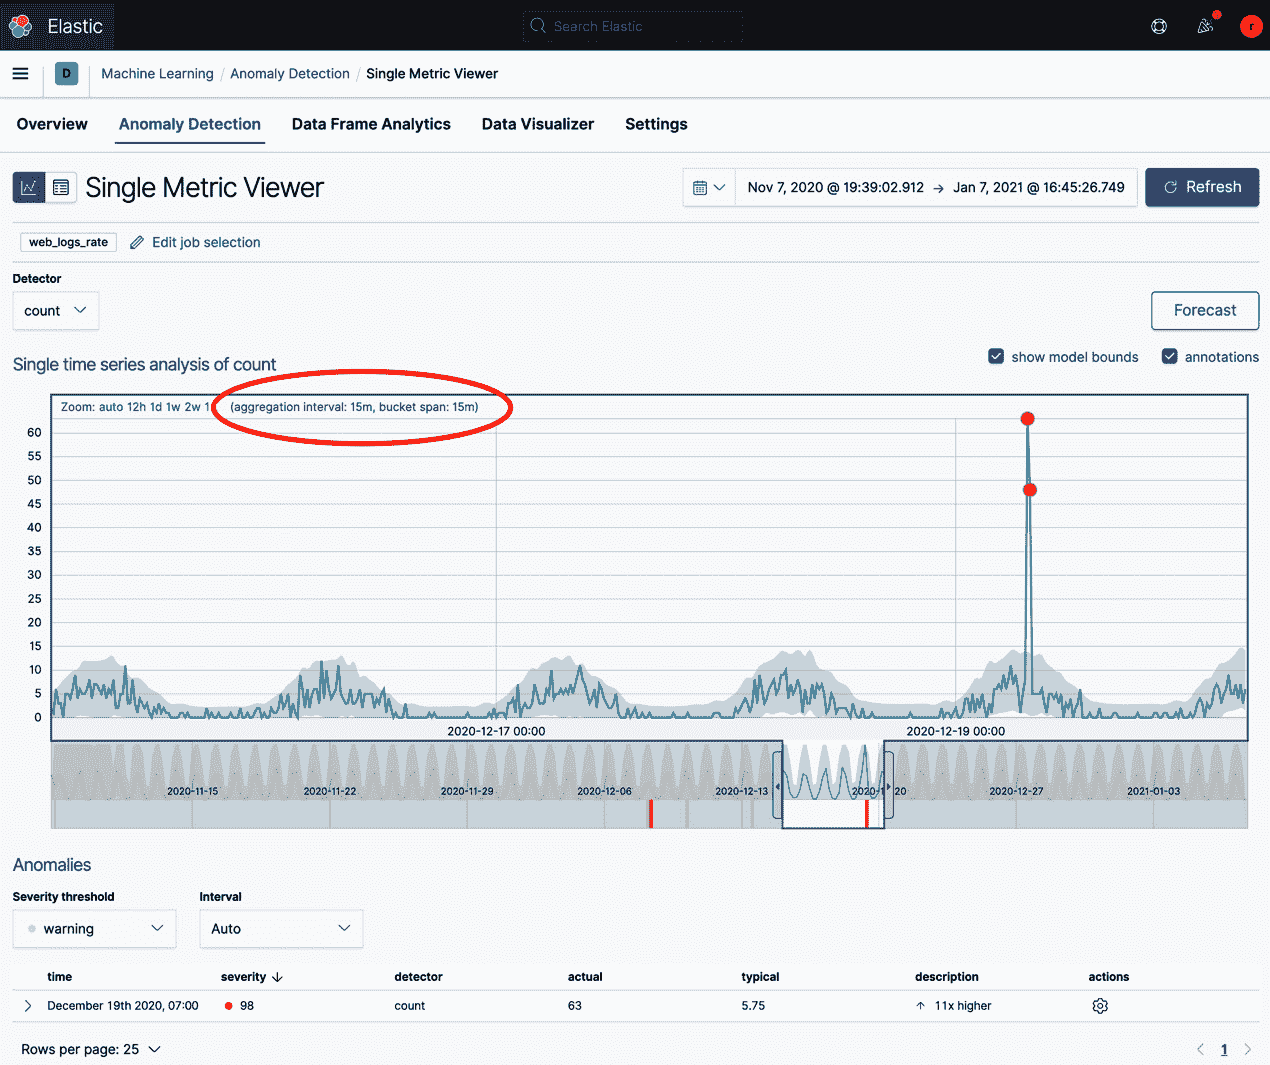 Elastic
Search Elastic
r
D Machine Learning / Anomaly Detection / Single Metric Viewer
Overview Anomaly Detection Data Frame Analytics Data Visualizer Settings
Single Metric Viewer
Nov 7, 2020 @ 19:39:02.912 → Jan 7, 2021 @ 16:45:26.749
Refresh
web_logs_rate Edit job selection
Detector
count
Forecast
Single time series analysis of count
show model bounds annotations
Zoom: auto 12h 1d 1w 2w 1 (aggregation interval: 15m, bucket span: 15m)
60
55
50
45
40
35
30
25
20
15
10
5
0
2020-12-17 00:00 2020-12-19 00:00
2020-11-15 2020-11-22 2020-11-29 2020-12-06 2020-12-13 2020-1 20 2020-12-27 2021-01-03
Anomalies
Severity threshold Interval
warning Auto
time severity ↓ detector actual typical description actions
December 19th 2020, 07:00 98 count 63 5.75 ↑ 11x higher
Rows per page: 25
< 1 >